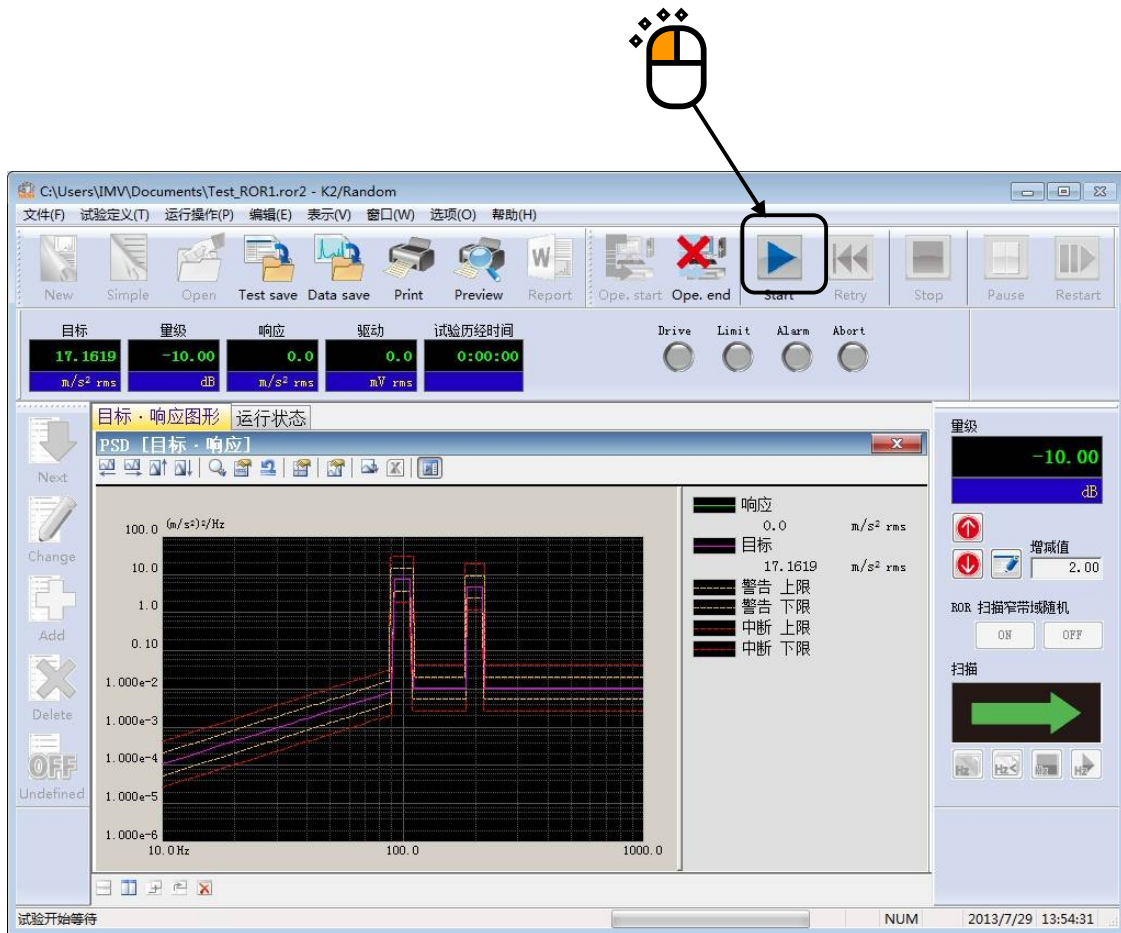 C:\Users\IMV\Documents\Test_ROR1.ror2 - K2/Random
文件(F) 试验定义(T) 运行操作(P) 编辑(E) 表示(V) 窗口(W) 选项(O) 帮助(H)
New Simple Open Test save Data save Print Preview Report Ope. start Ope. end Start Retry Stop Pause Restart
目标 量级 响应 驱动 试验历经时间 Drive Limit Alarm Abort
17.1619 -10.00 0.0 0.0 0:00:00
m/s² rms dB m/s² rms mV rms
目标・响应图形 运行状态
PSD [目标・响应]
Next
Change
Add
Delete
OFF
Undefined
(m/s²)²/Hz
100.0
10.0
1.0
0.10
1.000e-2
1.000e-3
1.000e-4
1.000e-5
1.000e-6
10.0Hz 100.0 1000.0
响应
0.0 m/s² rms
目标
17.1619 m/s² rms
警告 上限
警告 下限
中断 上限
中断 下限
量级
-10.00
dB
增减值
2.00
ROR 扫描窄带域随机
ON OFF
扫描
Hz Hz< Hz Hz
试验开始等待 NUM 2013/7/29 13:54:31